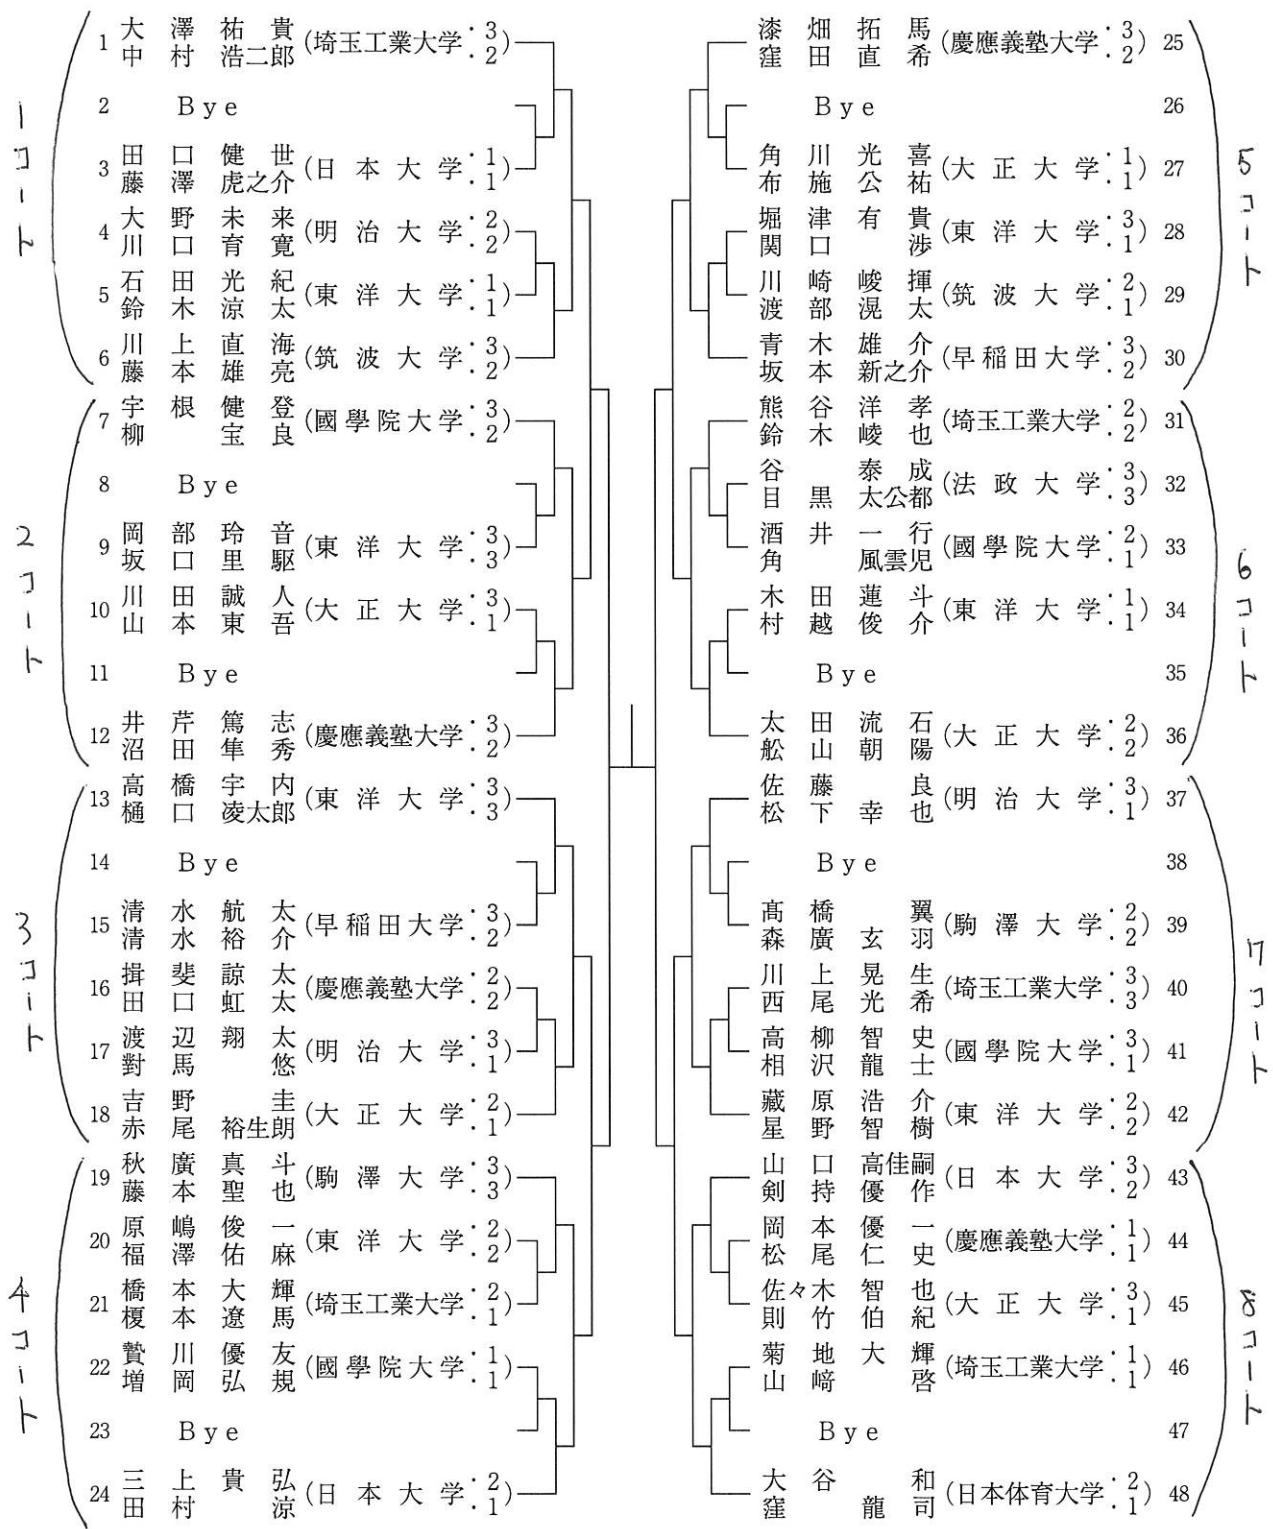 1コート
1 大澤祐貴 (埼玉工業大学・3
中村浩二郎 ・2)
2 Bye
3 田口健世 (日本大学・1
藤澤虎之介 ・1)
4 大野未来 (明治大学・2
川口育寛 ・2)
5 石田光紀 (東洋大学・1
鈴木涼太 ・1)
6 川上直海 (筑波大学・3
藤本雄亮 ・2)
2コート
7 宇根健登 (國學院大学・3
柳宝良 ・2)
8 Bye
9 岡部玲音 (東洋大学・3
坂口里駆 ・3)
10 川田誠人 (大正大学・3
山本東吾 ・1)
11 Bye
12 井芹篤志 (慶應義塾大学・3
沼田隼秀 ・2)
3コート
13 高橋宇内 (東洋大学・3
樋口凌太郎 ・3)
14 Bye
15 清水航太 (早稲田大学・3
清水裕介 ・2)
16 揖斐諒太 (慶應義塾大学・2
田口虹太 ・2)
17 渡辺翔太 (明治大学・3
對馬悠 ・1)
18 吉野圭 (大正大学・2
赤尾裕生朗 ・1)
4コート
19 秋廣真斗 (駒澤大学・3
藤本聖也 ・3)
20 原嶋俊一 (東洋大学・2
福澤佑麻 ・2)
21 橋本大輝 (埼玉工業大学・2
榎本遼馬 ・1)
22 贄川優友 (國學院大学・1
増岡弘規 ・1)
23 Bye
24 三上貴弘 (日本大学・2
田村涼 ・1)
5コート
漆畑拓馬 (慶應義塾大学・3
窪田直希 ・2) 25
Bye 26
角川光喜 (大正大学・1
布施公祐 ・1) 27
堀津有貴 (東洋大学・3
関口渉 ・1) 28
川崎峻揮 (筑波大学・2
渡部滉太 ・1) 29
青木雄介 (早稲田大学・3
坂本新之介 ・2) 30
6コート
熊谷洋孝 (埼玉工業大学・2
鈴木崚也 ・2) 31
谷泰成 (法政大学・3
目黒太公都 ・3) 32
酒井一行 (國學院大学・2
角風雲児 ・1) 33
木田蓮斗 (東洋大学・1
村越俊介 ・1) 34
Bye 35
太田流石 (大正大学・2
舩山朝陽 ・2) 36
7コート
佐藤良 (明治大学・3
松下幸也 ・1) 37
Bye 38
髙橋翼 (駒澤大学・2
森廣玄羽 ・2) 39
川上晃生 (埼玉工業大学・3
西尾光希 ・3) 40
高柳智史 (國學院大学・3
相沢龍士 ・1) 41
藏原浩介 (東洋大学・2
星野智樹 ・2) 42
8コート
山口高佳嗣 (日本大学・3
剣持優作 ・2) 43
岡本優一 (慶應義塾大学・1
松尾仁史 ・1) 44
佐々木智也 (大正大学・3
則竹伯紀 ・1) 45
菊地大輝 (埼玉工業大学・1
山﨑啓 ・1) 46
Bye 47
大谷和 (日本体育大学・2
窪龍司 ・1) 48